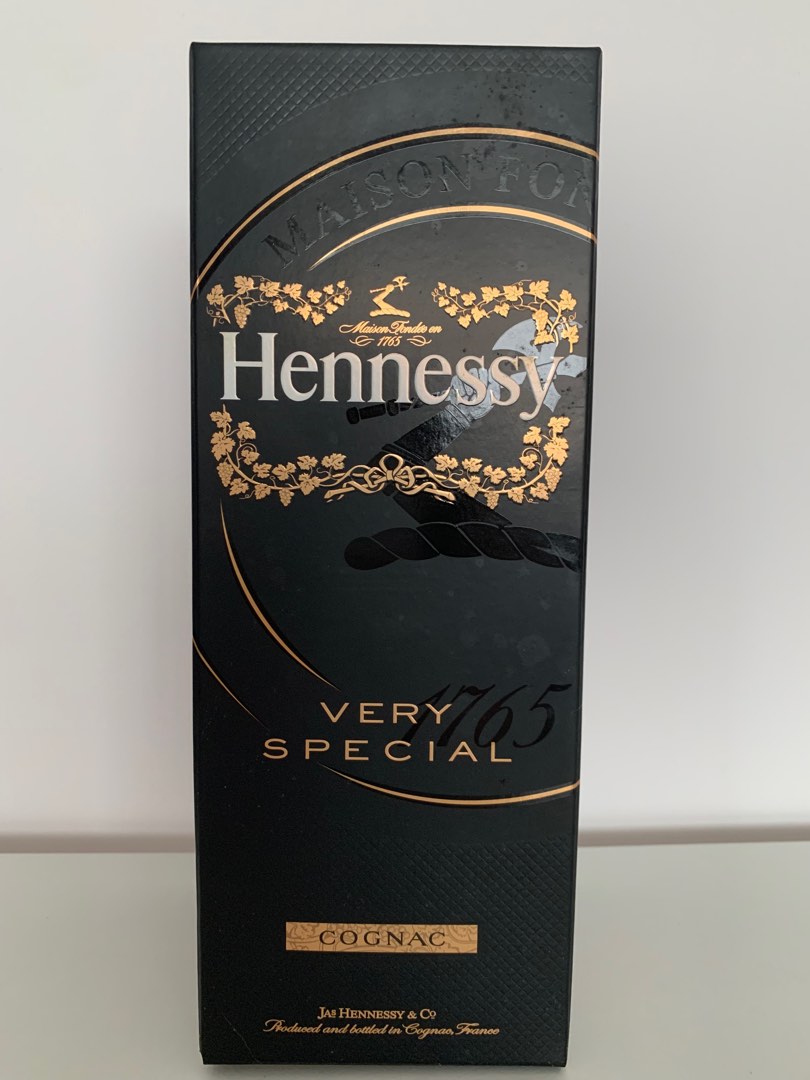 MAISON FON
Maison Fondée en
1765
Hennessy
1765
VERY
SPECIAL
COGNAC
JAS HENNESSY & CO
Produced and bottled in Cognac, France